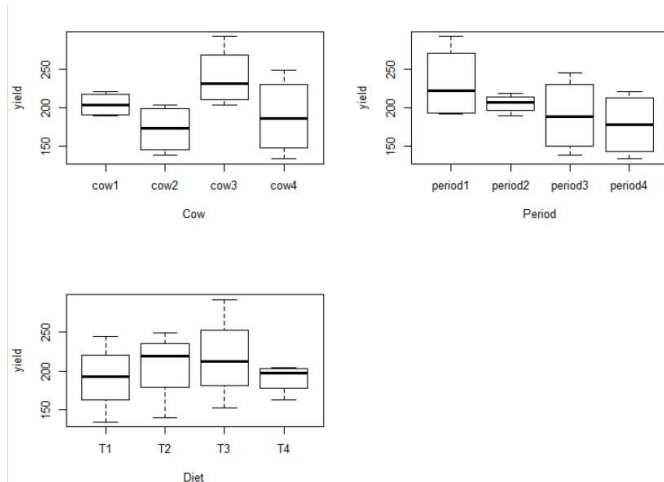 yield
250
200
150
cow1 cow2 cow3 cow4
Cow
yield
250
200
150
period1 period2 period3 period4
Period
yield
250
200
150
T1 T2 T3 T4
Diet